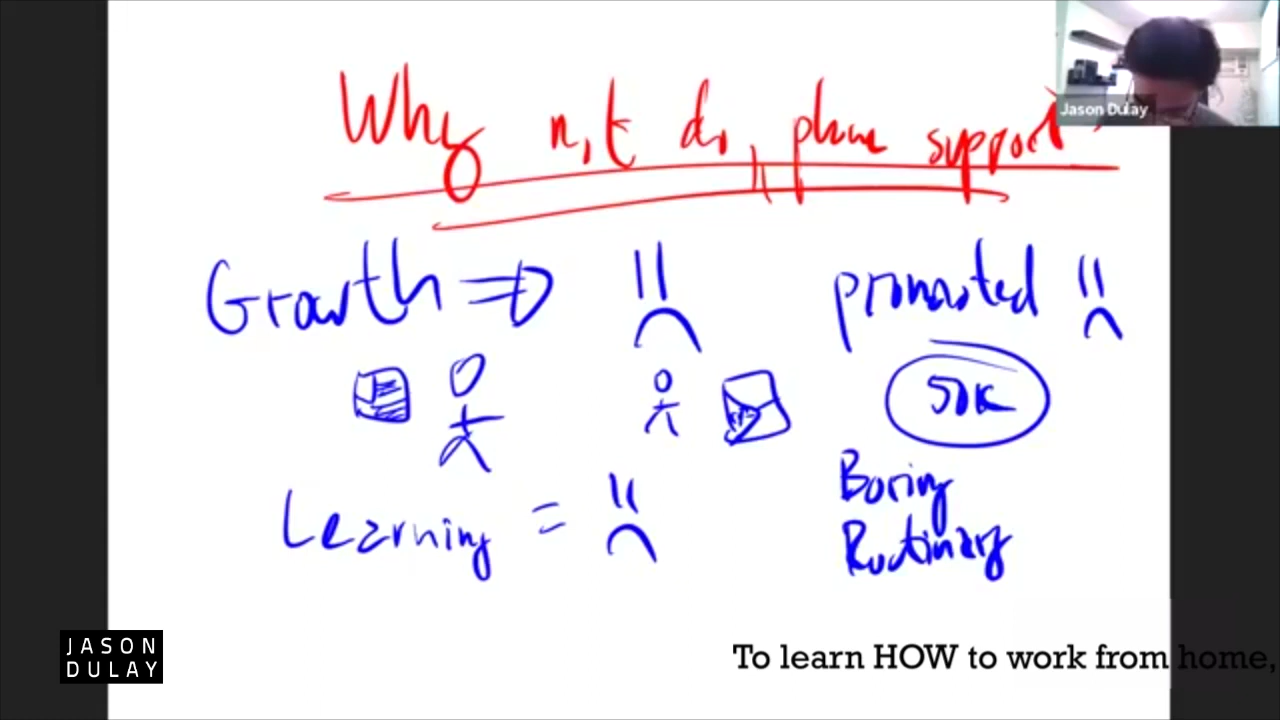 Why not do phone support?
Jason Dulay
Growth ⇒ :(
promoted :(
50K
Learning = :(
Boring
Routinary
JASON
DULAY
To learn HOW to work from home,